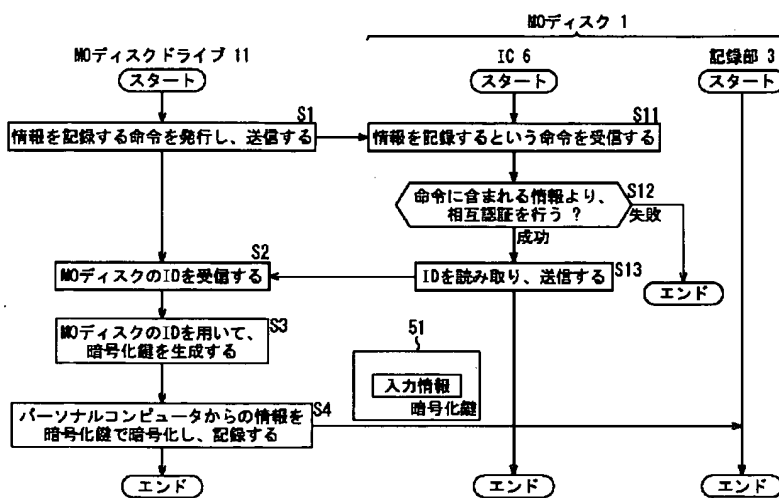 MOディスク 1
MOディスクドライブ 11
IC 6
記録部 3
スタート
スタート
スタート
S1
S11
情報を記録する命令を発行し、送信する
情報を記録するという命令を受信する
S12
命令に含まれる情報より、
相互認証を行う ?
失敗
成功
S2
S13
MOディスクのIDを受信する
IDを読み取り、送信する
エンド
S3
MOディスクのIDを用いて、
暗号化鍵を生成する
51
入力情報
暗号化鍵
S4
パーソナルコンピュータからの情報を
暗号化鍵で暗号化し、記録する
エンド
エンド
エンド